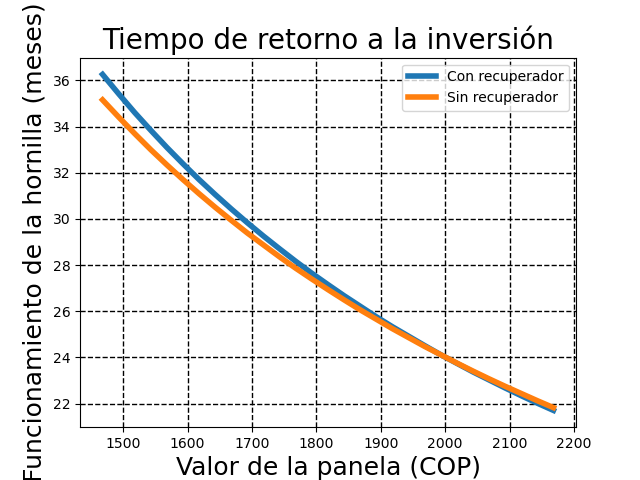 Tiempo de retorno a la inversión
Funcionamiento de la hornilla (meses)
36
34
32
30
28
26
24
22
Con recuperador
Sin recuperador
1500 1600 1700 1800 1900 2000 2100 2200
Valor de la panela (COP)